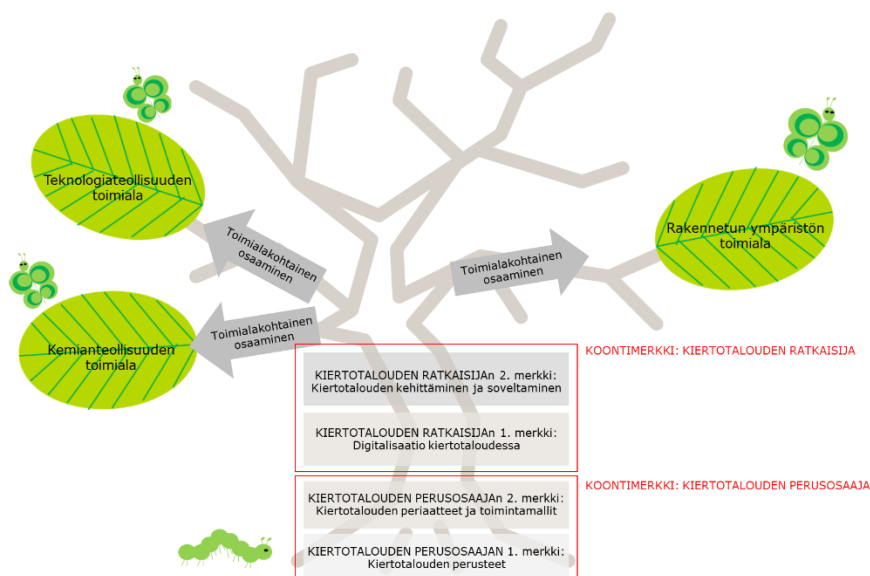 Teknologiateollisuuden
toimiala
Rakennetun ympäristön
toimiala
Toimialakohtainen
osaaminen
Toimialakohtainen
osaaminen
Toimialakohtainen
osaaminen
Kemianteollisuuden
toimiala
KOONTIMERKKI: KIERTOTALOUDEN RATKAISIJA
KIERTOTALOUDEN RATKAISIJAn 2. merkki:
Kiertotalouden kehittäminen ja soveltaminen
KIERTOTALOUDEN RATKAISIJAn 1. merkki:
Digitalisaatio kiertotaloudessa
KOONTIMERKKI: KIERTOTALOUDEN PERUSOSAAJA
KIERTOTALOUDEN PERUSOSAAJAn 2. merkki:
Kiertotalouden periaatteet ja toimintamallit
KIERTOTALOUDEN PERUSOSAAJAN 1. merkki:
Kiertotalouden perusteet